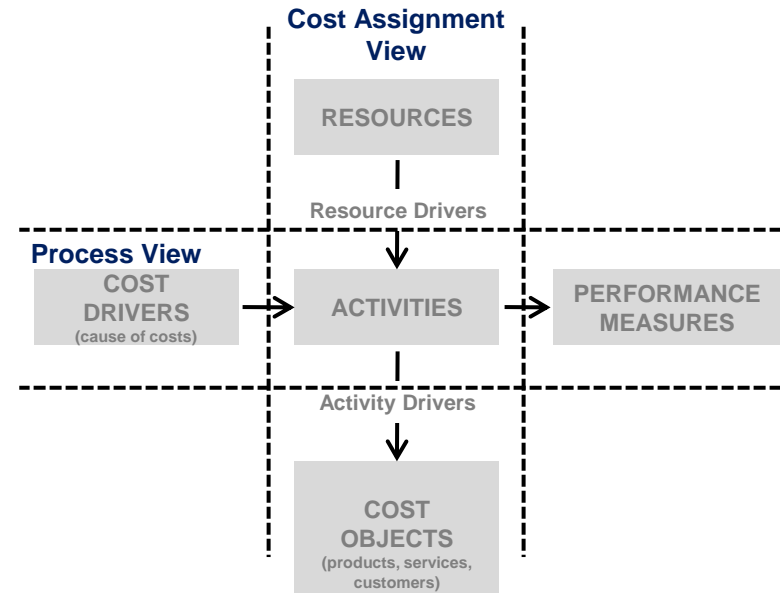 Cost Assignment
View
RESOURCES
Resource Drivers
Process View
COST
DRIVERS
(cause of costs)
ACTIVITIES
PERFORMANCE
MEASURES
Activity Drivers
COST
OBJECTS
(products, services,
customers)